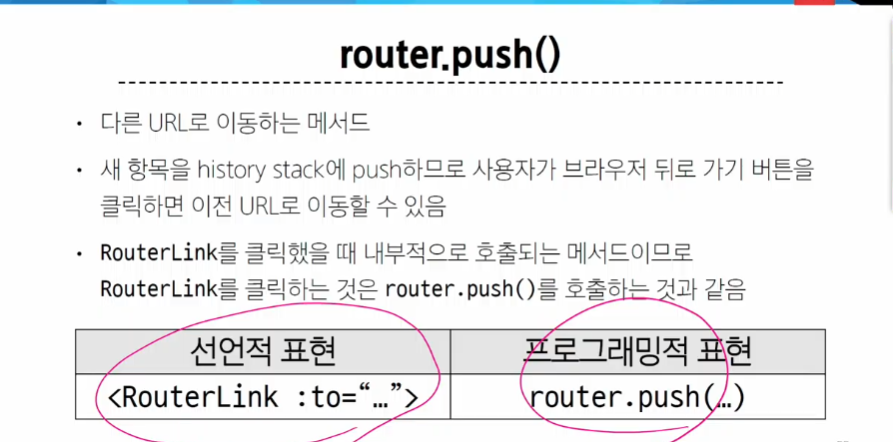 router.push()
• 다른 URL로 이동하는 메서드
• 새 항목을 history stack에 push하므로 사용자가 브라우저 뒤로 가기 버튼을
클릭하면 이전 URL로 이동할 수 있음
• RouterLink를 클릭했을 때 내부적으로 호출되는 메서드이므로
RouterLink를 클릭하는 것은 router.push()를 호출하는 것과 같음
선언적 표현 프로그래밍적 표현
<RouterLink :to=“…”> router.push(…)